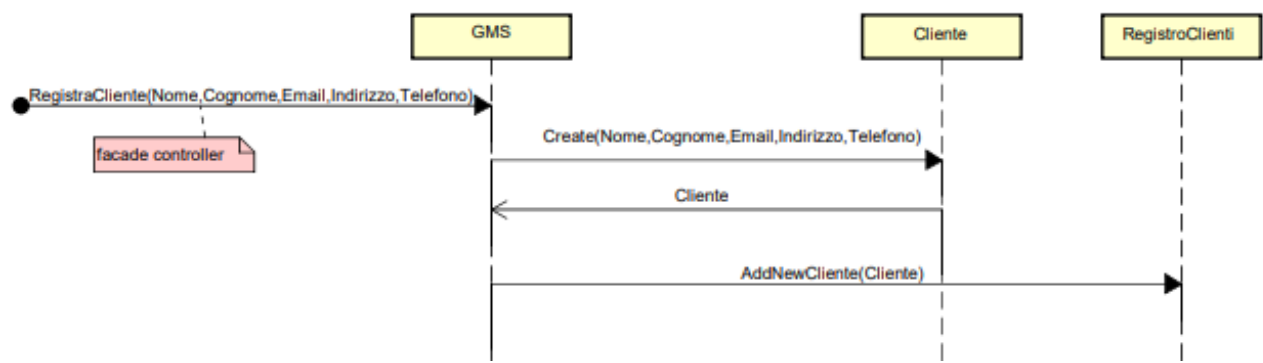 GMS
Cliente
RegistroClienti
RegistraCliente(Nome,Cognome,Email,Indirizzo,Telefono)
facade controller
Create(Nome,Cognome,Email,Indirizzo,Telefono)
Cliente
AddNewCliente(Cliente)